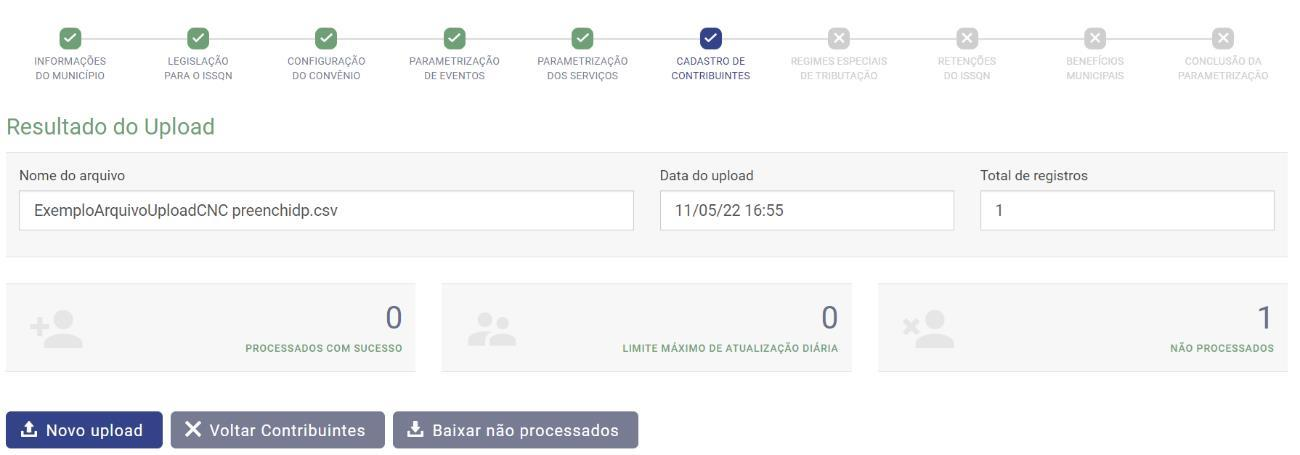 INFORMAÇÕES
DO MUNICÍPIO
LEGISLAÇÃO
PARA O ISSQN
CONFIGURAÇÃO
DO CONVÊNIO
PARAMETRIZAÇÃO
DE EVENTOS
PARAMETRIZAÇÃO
DOS SERVIÇOS
CADASTRO DE
CONTRIBUINTES
REGIMES ESPECIAIS
DE TRIBUTAÇÃO
RETENÇÕES
DO ISSQN
BENEFÍCIOS
MUNICIPAIS
CONCLUSÃO DA
PARAMETRIZAÇÃO
Resultado do Upload
Nome do arquivo
ExemploArquivoUploadCNC preenchidp.csv
Data do upload
11/05/22 16:55
Total de registros
1
0
PROCESSADOS COM SUCESSO
0
LIMITE MÁXIMO DE ATUALIZAÇÃO DIÁRIA
1
NÃO PROCESSADOS
Novo upload
Voltar Contribuintes
Baixar não processados